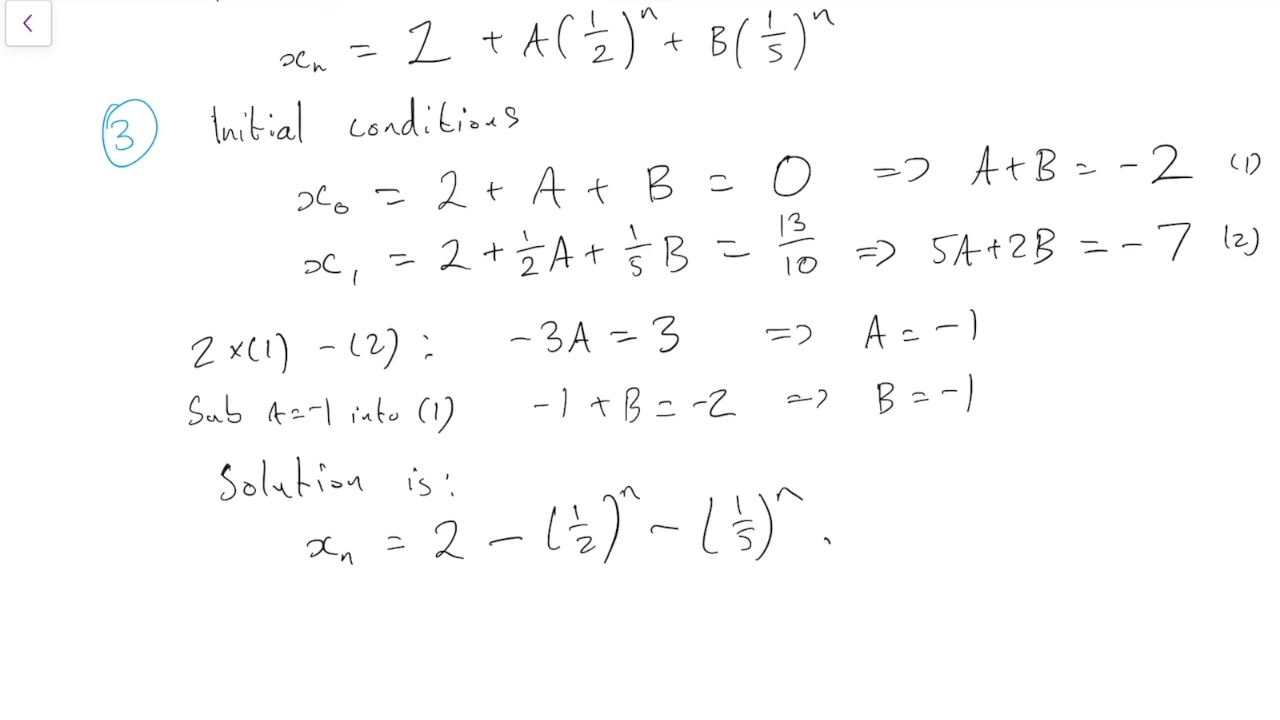 xₙ = 2 + A(1/2)ⁿ + B(1/5)ⁿ
3 Initial conditions
x₀ = 2 + A + B = 0 => A + B = -2 (1)
x₁ = 2 + 1/2 A + 1/5 B = 13/10 => 5A + 2B = -7 (2)
2 x (1) - (2) : -3A = 3 => A = -1
Sub A = -1 into (1) -1 + B = -2 => B = -1
Solution is :
xₙ = 2 - (1/2)ⁿ - (1/5)ⁿ .